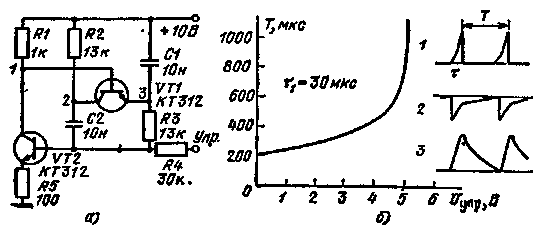 R1
1к
R2
13к
+10В
C1
10н
VT1
КТ312
1
2
3
C2
10н
R3
13к
Упр.
R4
30к.
VT2
КТ312
R5
100
а)
T, мкс
1000
800
600
400
200
0
1 2 3 4 5 6
Uупр, В
τ₁=30мкс
б)
1
T
τ
2
3